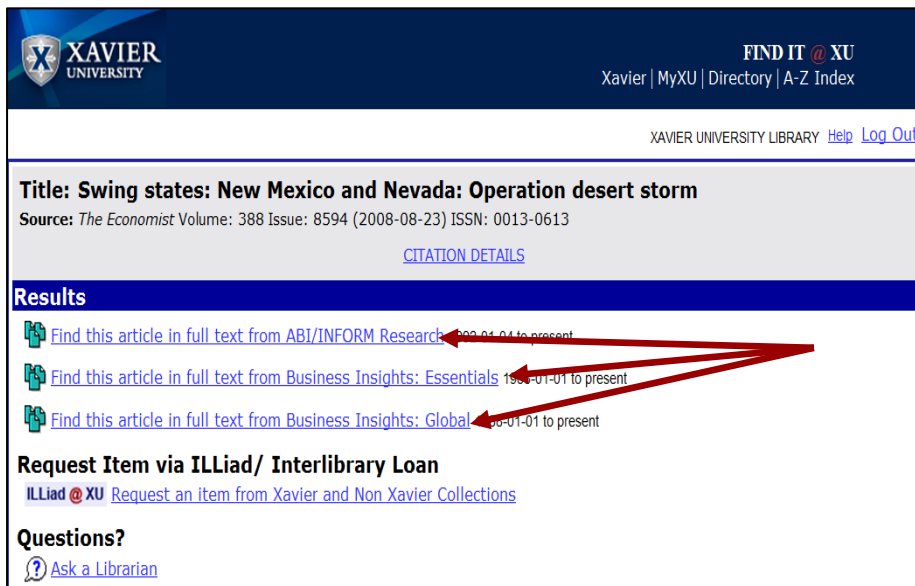 XAVIER
UNIVERSITY
FIND IT @ XU
Xavier | MyXU | Directory | A-Z Index
XAVIER UNIVERSITY LIBRARY Help Log Out
Title: Swing states: New Mexico and Nevada: Operation desert storm
Source: The Economist Volume: 388 Issue: 8594 (2008-08-23) ISSN: 0013-0613
CITATION DETAILS
Results
Find this article in full text from ABI/INFORM Research to present
Find this article in full text from Business Insights: Essentials to present
Find this article in full text from Business Insights: Global to present
Request Item via ILLiad/ Interlibrary Loan
ILLiad @ XU Request an item from Xavier and Non Xavier Collections
Questions?
Ask a Librarian